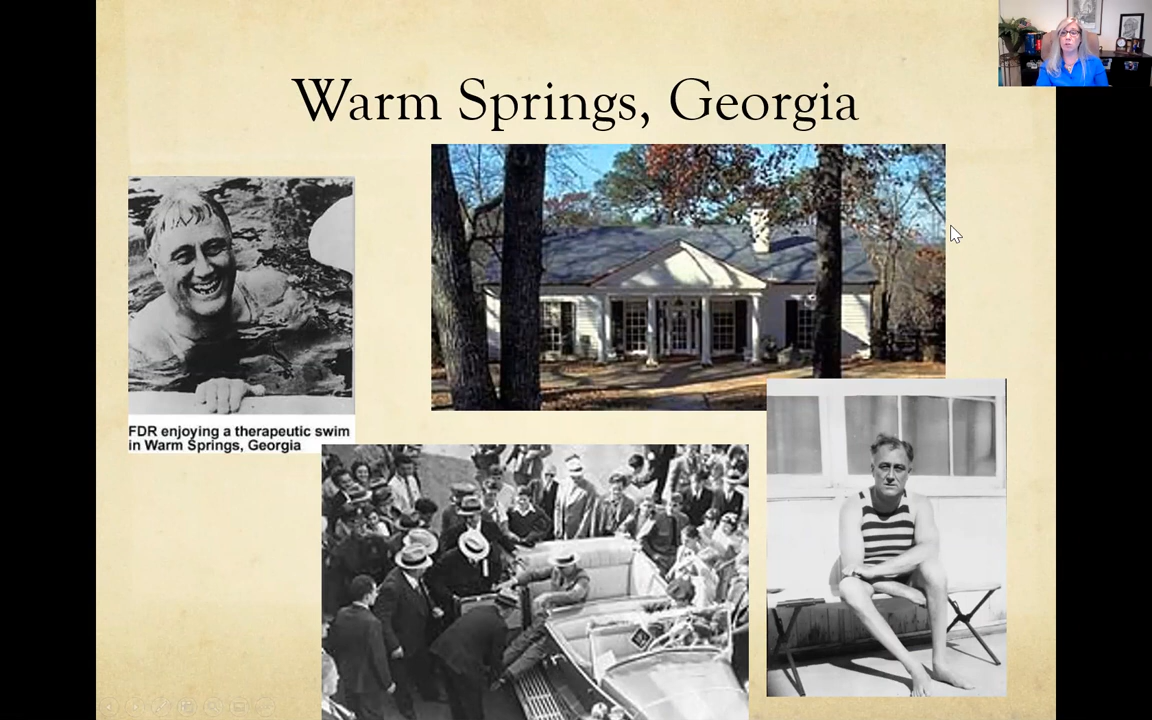 Warm Springs, Georgia
FDR enjoying a therapeutic swim
in Warm Springs, Georgia